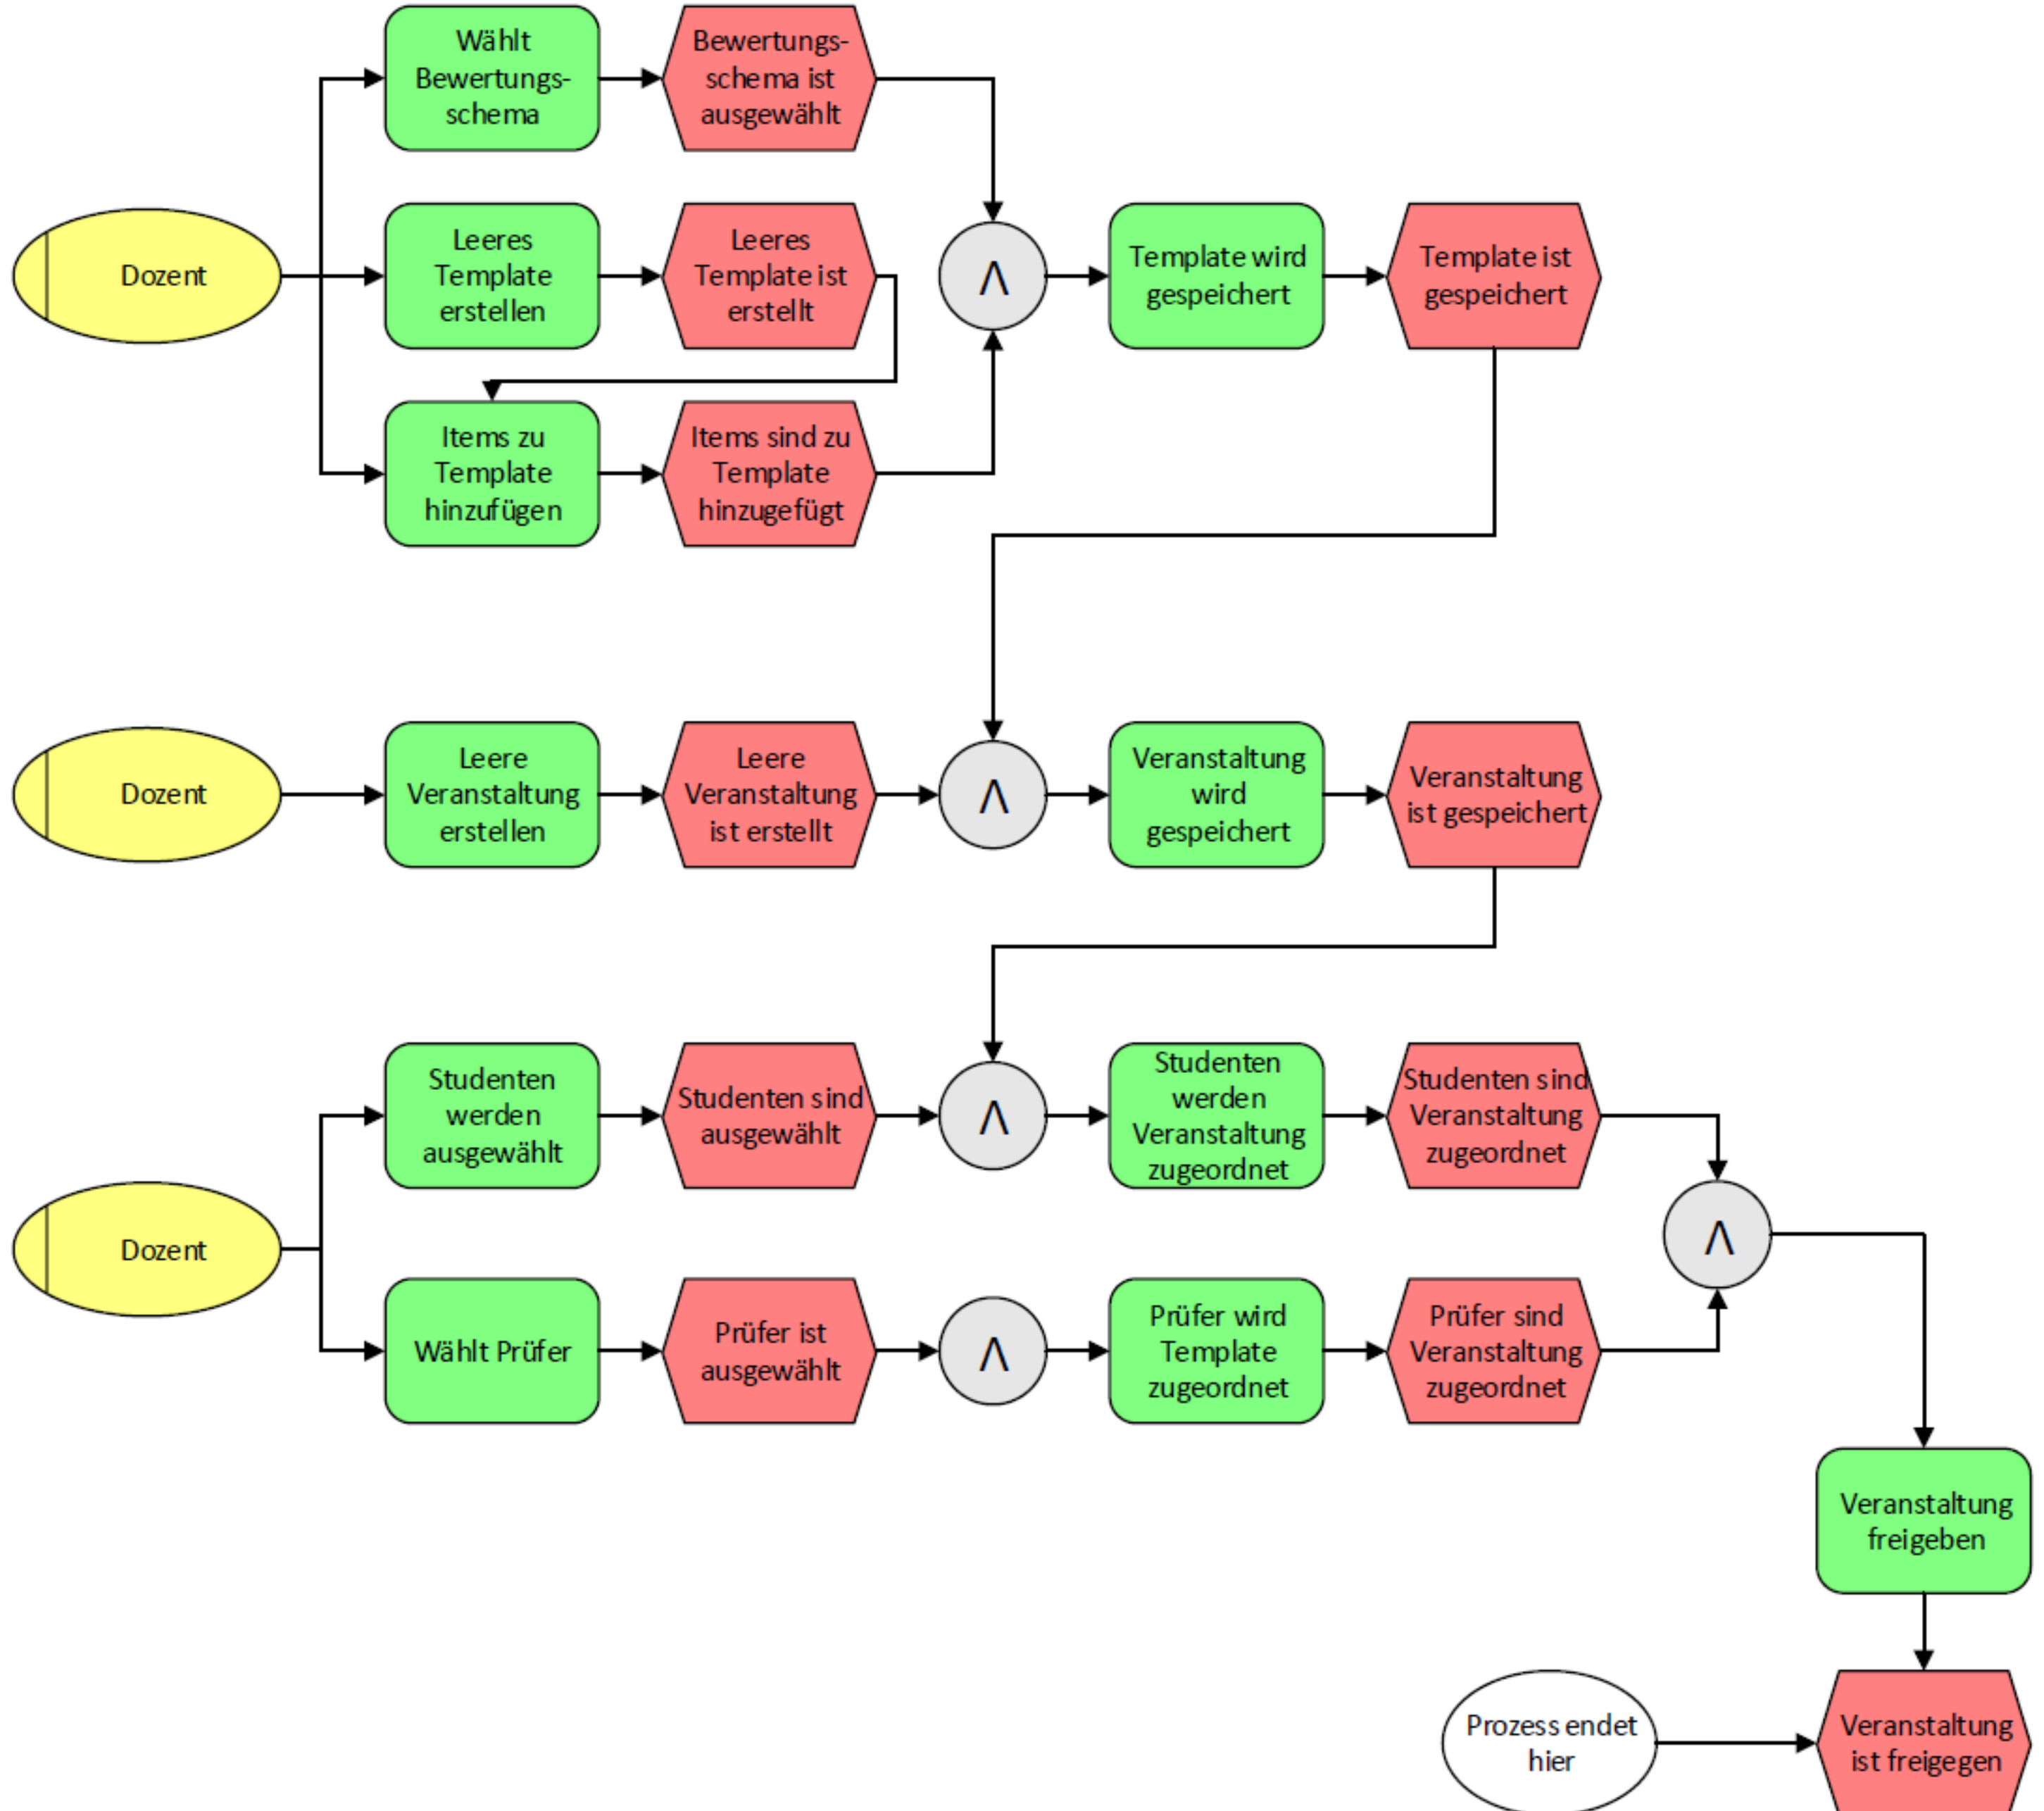 Wählt
Bewertungs-
schema
Bewertungs-
schema ist
ausgewählt
Dozent
Leeres
Template
erstellen
Leeres
Template ist
erstellt
Λ
Template wird
gespeichert
Template ist
gespeichert
Items zu
Template
hinzufügen
Items sind zu
Template
hinzugefügt
Dozent
Leere
Veranstaltung
erstellen
Leere
Veranstaltung
ist erstellt
Λ
Veranstaltung
wird
gespeichert
Veranstaltung
ist gespeichert
Dozent
Studenten
werden
ausgewählt
Studenten sind
ausgewählt
Λ
Studenten
werden
Veranstaltung
zugeordnet
Studenten sind
Veranstaltung
zugeordnet
Λ
Wählt Prüfer
Prüfer ist
ausgewählt
Λ
Prüfer wird
Template
zugeordnet
Prüfer sind
Veranstaltung
zugeordnet
Veranstaltung
freigeben
Prozess endet
hier
Veranstaltung
ist freigegen